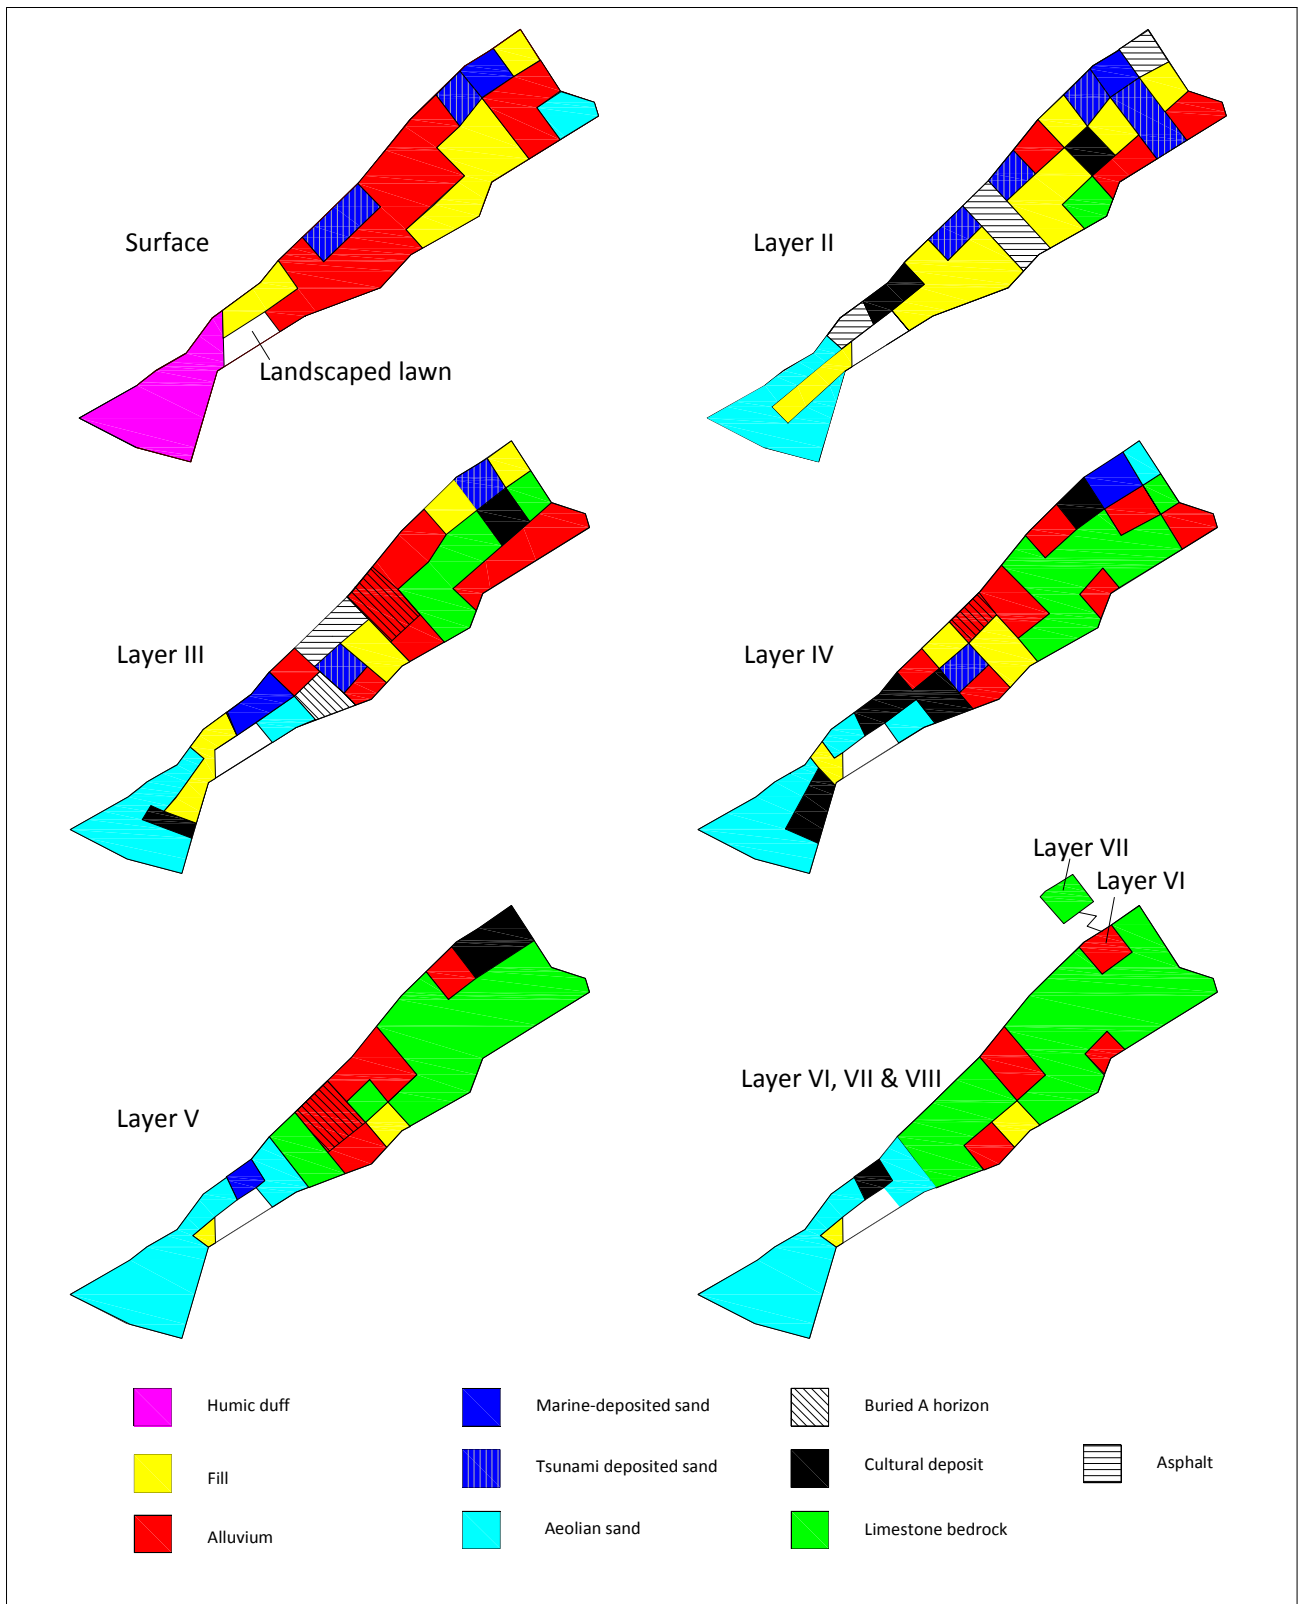 Surface
Layer II
Landscaped lawn
Layer III
Layer IV
Layer VII
Layer VI
Layer V
Layer VI, VII & VIII
Humic duff
Marine-deposited sand
Buried A horizon
Fill
Tsunami deposited sand
Cultural deposit
Asphalt
Alluvium
Aeolian sand
Limestone bedrock